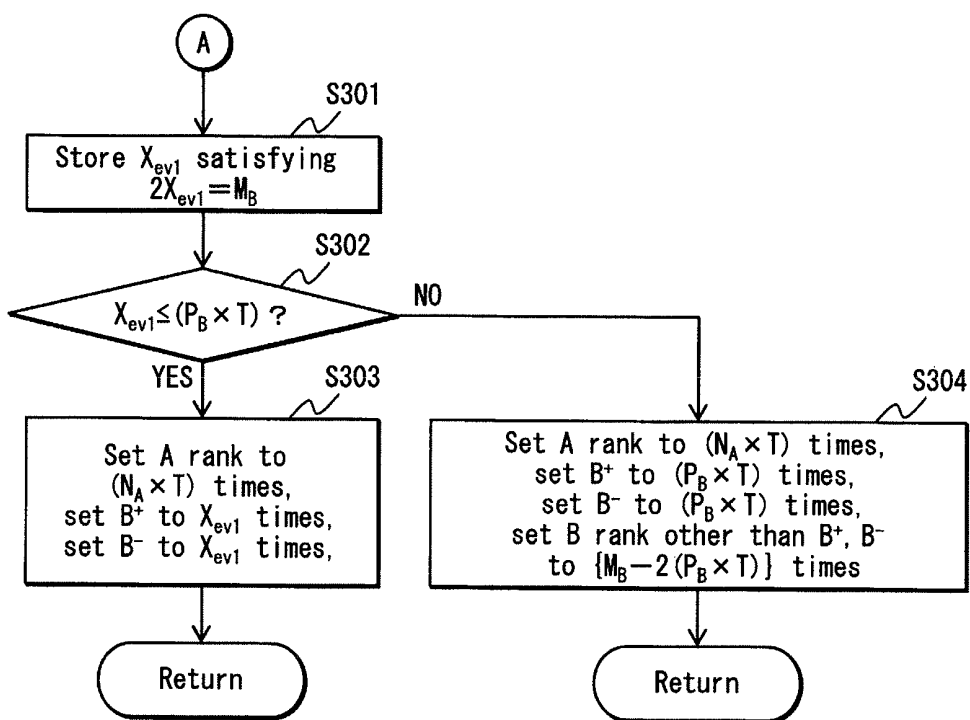 A
S301
Store X_ev1 satisfying
2X_ev1=M_B
S302
X_ev1≤(P_B×T)?
NO
YES
S303
Set A rank to
(N_A×T) times,
set B⁺ to X_ev1 times,
set B⁻ to X_ev1 times,
S304
Set A rank to (N_A×T) times,
set B⁺ to (P_B×T) times,
set B⁻ to (P_B×T) times,
set B rank other than B⁺, B⁻
to {M_B−2(P_B×T)} times
Return
Return